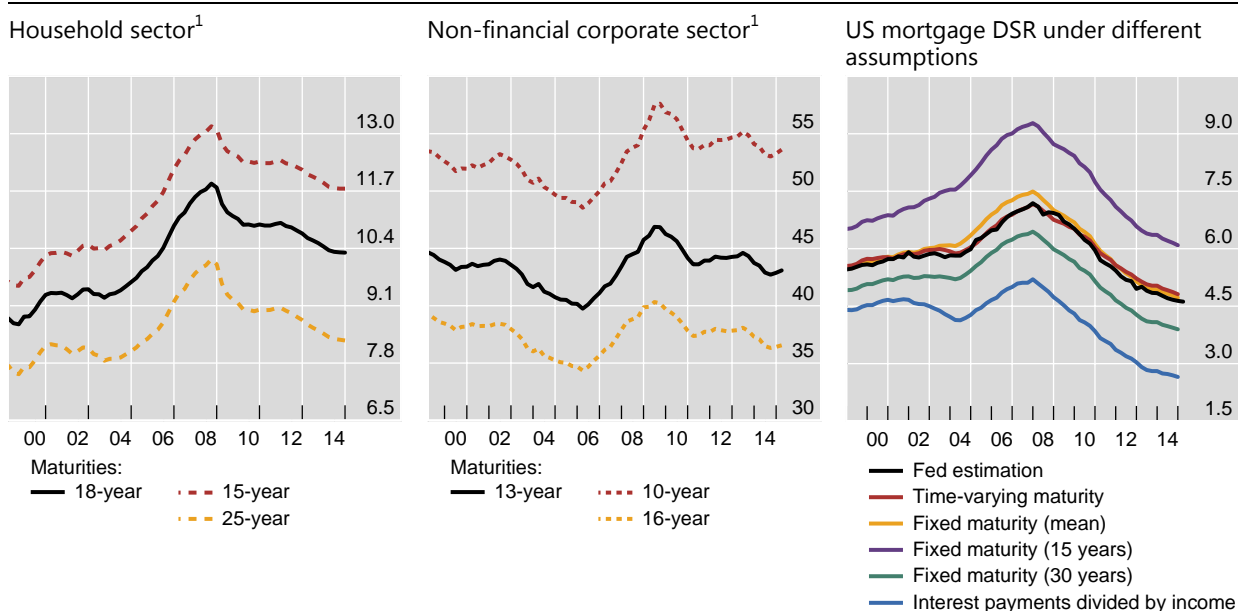 Household sector1
13.0
11.7
10.4
9.1
7.8
6.5
00 02 04 06 08 10 12 14
Maturities:
18-year 15-year
25-year
Non-financial corporate sector1
55
50
45
40
35
30
00 02 04 06 08 10 12 14
Maturities:
13-year 10-year
16-year
US mortgage DSR under different
assumptions
9.0
7.5
6.0
4.5
3.0
1.5
00 02 04 06 08 10 12 14
Fed estimation
Time-varying maturity
Fixed maturity (mean)
Fixed maturity (15 years)
Fixed maturity (30 years)
Interest payments divided by income